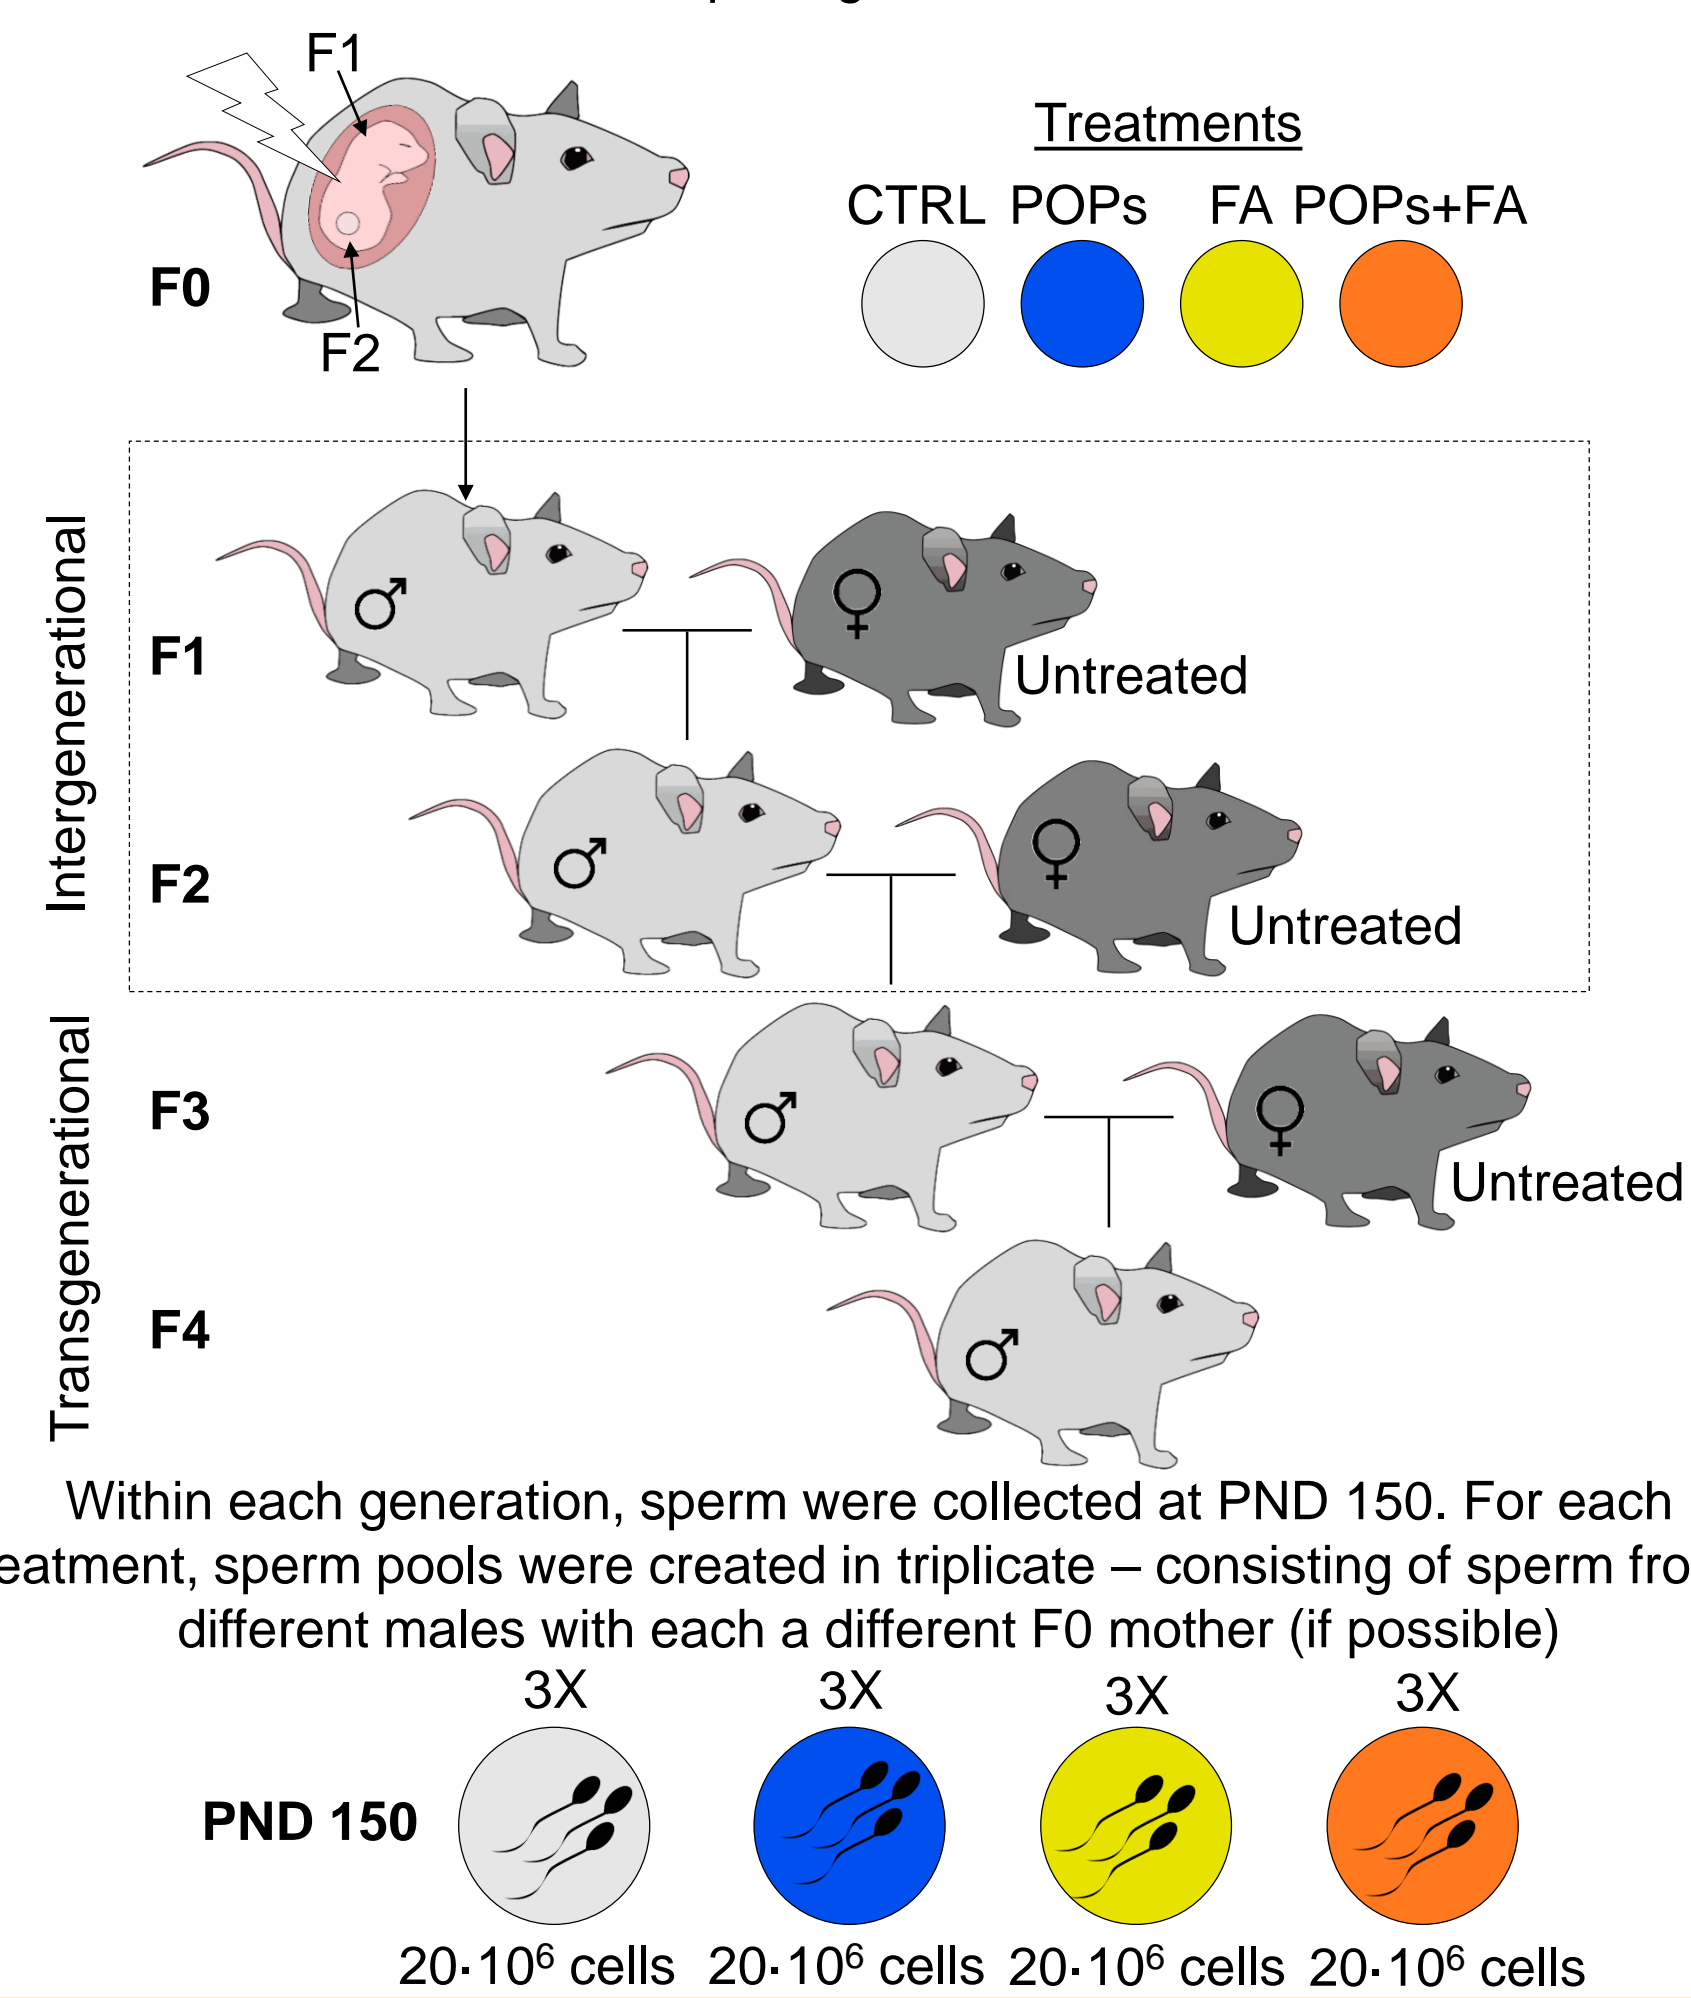 F1
Treatments
CTRL POPs FA POPs+FA
F0
F2
Intergenerational
F1
Untreated
F2
Untreated
Transgenerational
F3
Untreated
F4
Within each generation, sperm were collected at PND 150. For each
eatment, sperm pools were created in triplicate – consisting of sperm fro
different males with each a different F0 mother (if possible)
3X 3X 3X 3X
PND 150
20·10⁶ cells 20·10⁶ cells 20·10⁶ cells 20·10⁶ cells